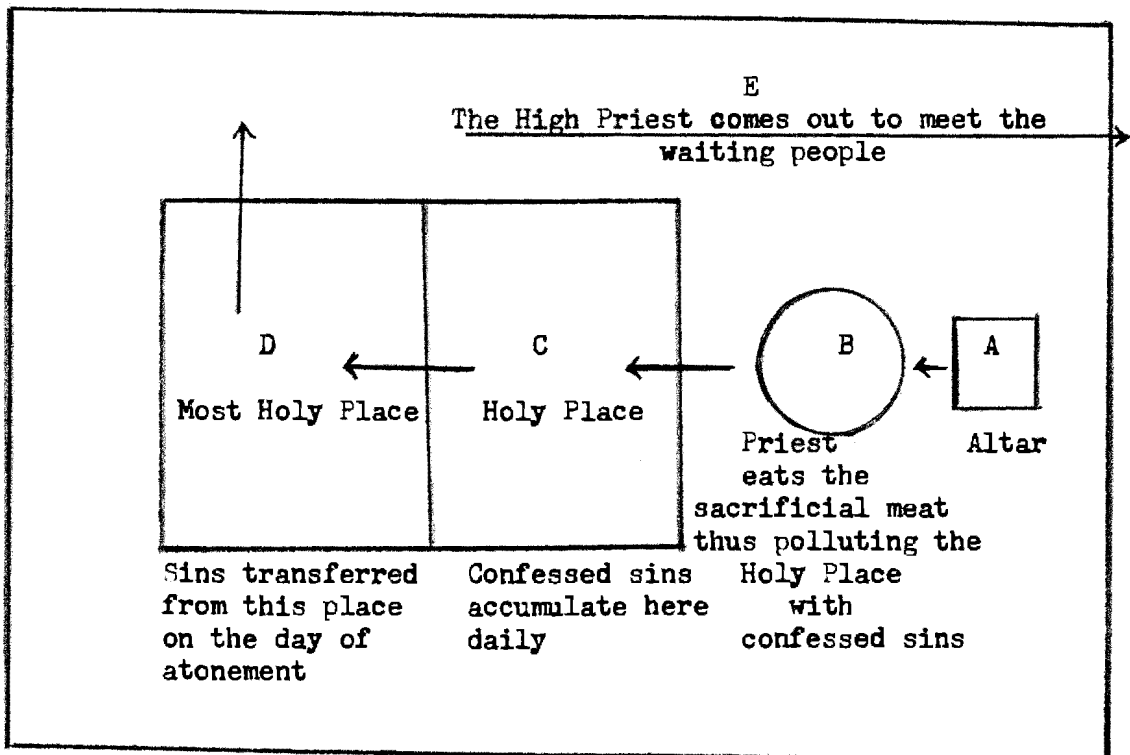 E
The High Priest comes out to meet the
waiting people
D
Most Holy Place
C
Holy Place
B
A
Altar
Priest
eats the
sacrificial meat
thus polluting the
Holy Place
with
confessed sins
Sins transferred
from this place
on the day of
atonement
Confessed sins
accumulate here
daily